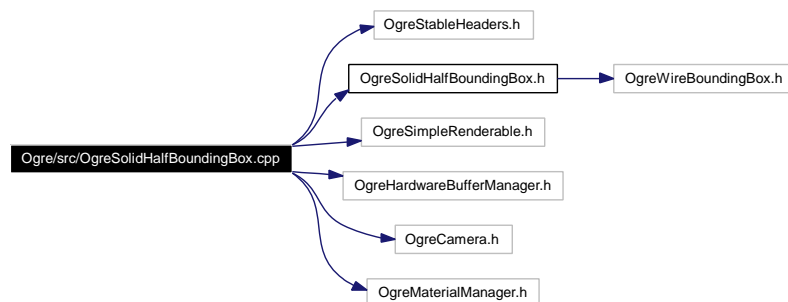 OgreStableHeaders.h
OgreSolidHalfBoundingBox.h
OgreWireBoundingBox.h
OgreSimpleRenderable.h
Ogre/src/OgreSolidHalfBoundingBox.cpp
OgreHardwareBufferManager.h
OgreCamera.h
OgreMaterialManager.h